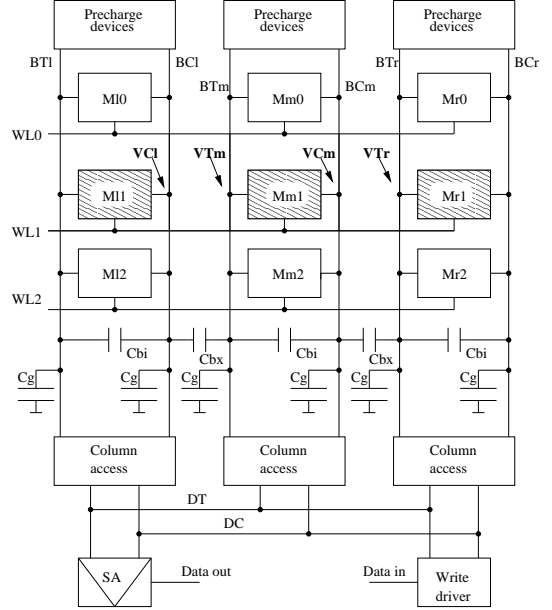 Precharge devices
Precharge devices
Precharge devices
BTl
BCl
BTm
BCm
BTr
BCr
Ml0
Mm0
Mr0
WL0
VCl
VTm
VCm
VTr
Ml1
Mm1
Mr1
WL1
Ml2
Mm2
Mr2
WL2
Cbi
Cbx
Cbi
Cbx
Cbi
Cg
Cg
Cg
Cg
Cg
Cg
Column access
Column access
Column access
DT
DC
SA
Data out
Data in
Write driver